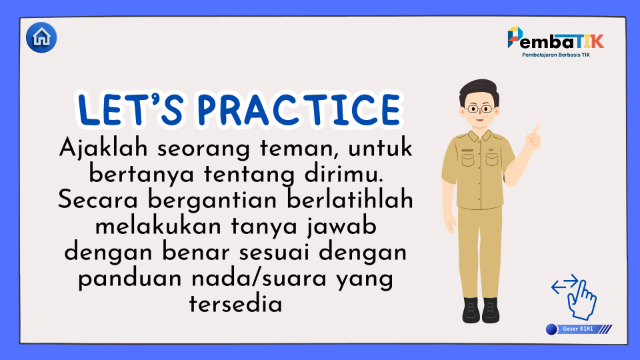 PembaTIK
Pembelajaran Berbasis TIK
LET'S PRACTICE
Ajaklah seorang teman, untuk
bertanya tentang dirimu.
Secara bergantian berlatihlah
melakukan tanya jawab
dengan benar sesuai dengan
panduan nada/suara yang
tersedia
Geser KIRI